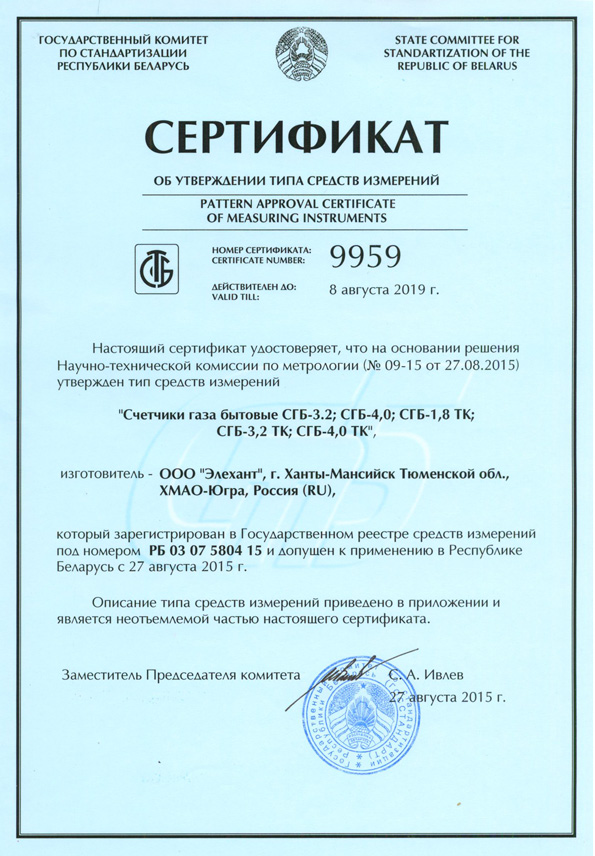 ГОСУДАРСТВЕННЫЙ КОМИТЕТ
ПО СТАНДАРТИЗАЦИИ
РЕСПУБЛИКИ БЕЛАРУСЬ
STATE COMMITTEE FOR
STANDARTIZATION OF THE
REPUBLIC OF BELARUS
СЕРТИФИКАТ
ОБ УТВЕРЖДЕНИИ ТИПА СРЕДСТВ ИЗМЕРЕНИЙ
PATTERN APPROVAL CERTIFICATE
OF MEASURING INSTRUMENTS
СТБ
НОМЕР СЕРТИФИКАТА:
CERTIFICATE NUMBER:
9959
ДЕЙСТВИТЕЛЕН ДО:
VALID TILL:
8 августа 2019 г.
Настоящий сертификат удостоверяет, что на основании решения
Научно-технической комиссии по метрологии (№ 09-15 от 27.08.2015)
утвержден тип средств измерений
"Счетчики газа бытовые СГБ-3.2; СГБ-4,0; СГБ-1,8 ТК;
СГБ-3,2 ТК; СГБ-4,0 ТК",
изготовитель - ООО "Элехант", г. Ханты-Мансийск Тюменской обл.,
ХМАО-Югра, Россия (RU),
который зарегистрирован в Государственном реестре средств измерений
под номером РБ 03 07 5804 15 и допущен к применению в Республике
Беларусь с 27 августа 2015 г.
Описание типа средств измерений приведено в приложении и
является неотъемлемой частью настоящего сертификата.
Заместитель Председателя комитета
С. А. Ивлев
27 августа 2015 г.